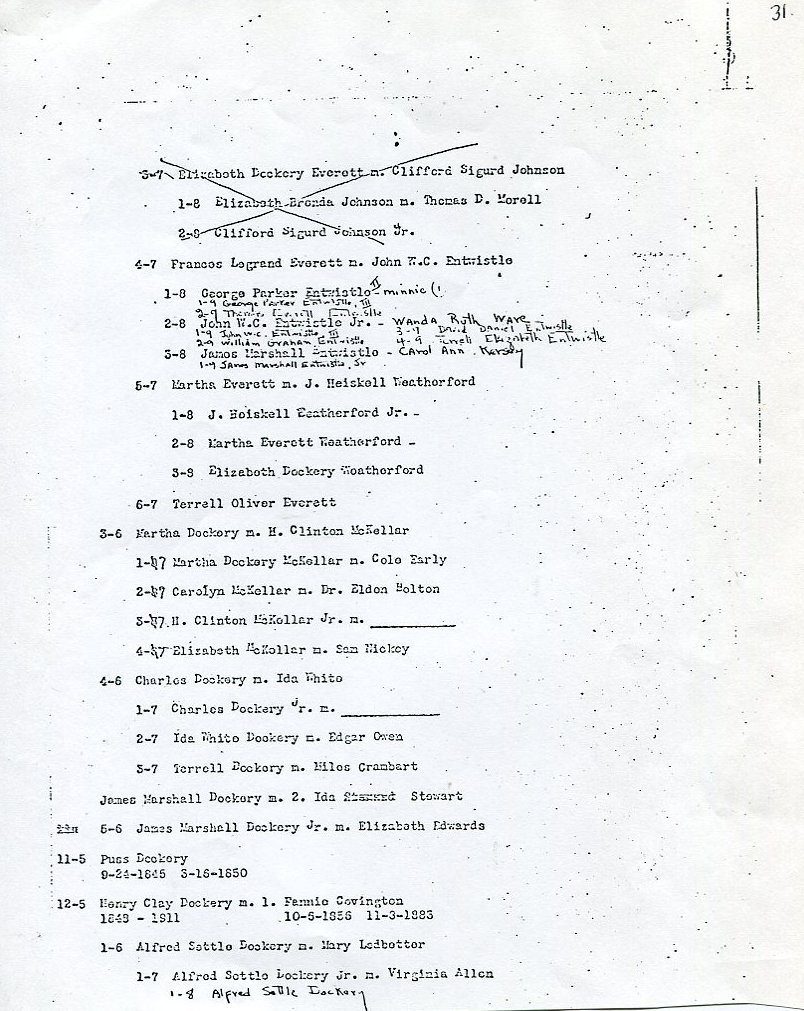 31
3-7 Elizabeth Dockery Everett m. Clifford Sigurd Johnson
1-8 Elizabeth Brenda Johnson m. Thomas D. Morell
2-8 Clifford Sigurd Johnson Jr.
4-7 Frances Legrand Everett m. John W.C. Entwistle
1-8 George Parker Entwistle II - minnie (
1-9 George Parker Entwistle, III
2-9 Thomas Entwistle
2-8 John W.C. Entwistle Jr. - Wanda Ruth Ware
1-9 John W.C. Entwistle, III 3-9 David Daniel Entwistle
2-9 William Graham Entwistle 4-9 Terrell Elizabeth Entwistle
3-8 James Marshall Entwistle - Carol Ann Kersey
1-9 James Marshall Entwistle, Jr
5-7 Martha Everett m. J. Heiskell Weatherford
1-8 J. Heiskell Weatherford Jr. -
2-8 Martha Everett Weatherford -
3-8 Elizabeth Dockery Weatherford
6-7 Terrell Oliver Everett
3-6 Martha Dockery m. H. Clinton McKellar
1-7 Martha Dockery McKellar m. Cole Early
2-7 Carolyn McKellar m. Dr. Eldon Bolton
3-7 H. Clinton McKellar Jr. m. ____________
4-7 Elizabeth McKellar m. Sam Hickey
4-6 Charles Dockery m. Ida White
1-7 Charles Dockery Jr. m. ____________
2-7 Ida White Dockery m. Edgar Owen
3-7 Terrell Dockery m. Miles Crambart
James Marshall Dockery m. 2. Ida Stewart
5-6 James Marshall Dockery Jr. m. Elizabeth Edwards
11-5 Puss Dockery
9-24-1845 3-16-1850
12-5 Henry Clay Dockery m. 1. Fannie Covington
1848 - 1911 10-5-1856 11-3-1883
1-6 Alfred Settle Dockery m. Mary Ledbetter
1-7 Alfred Settle Dockery Jr. m. Virginia Allen
1-8 Alfred Settle Dockery